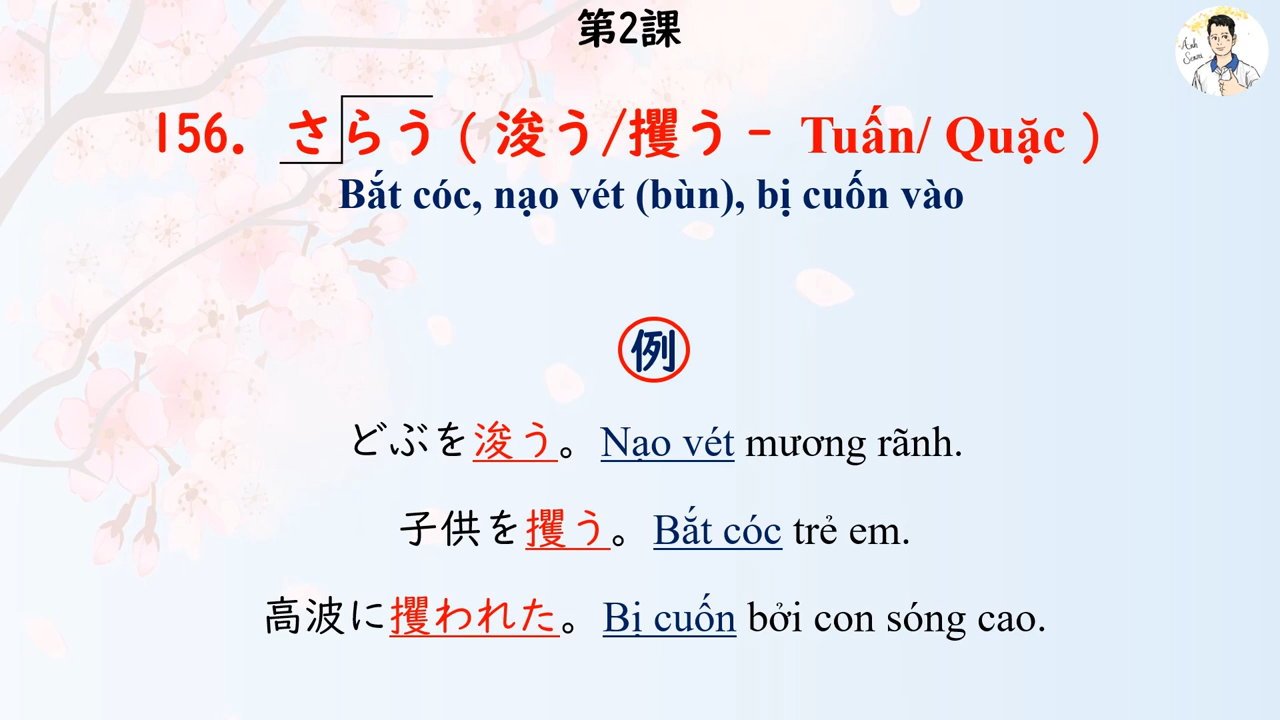 第2課
Anh
Sensei
156. さらう ( 浚う/攫う - Tuấn/ Quặc )
Bắt cóc, nạo vét (bùn), bị cuốn vào
例
どぶを浚う。Nạo vét mương rãnh.
子供を攫う。Bắt cóc trẻ em.
高波に攫われた。Bị cuốn bởi con sóng cao.